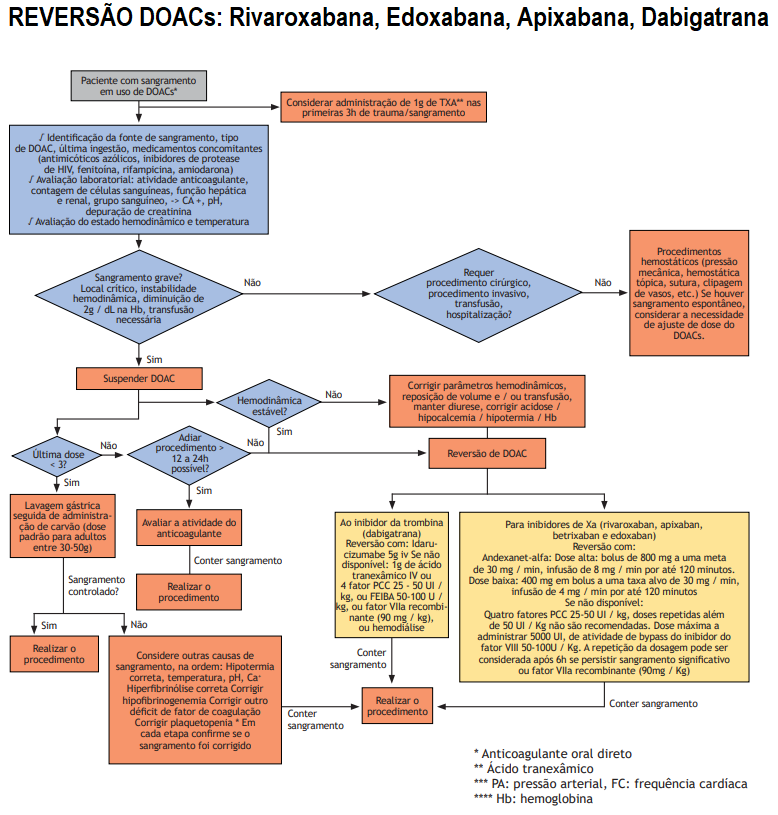 REVERSÃO DOACs: Rivaroxabana, Edoxabana, Apixabana, Dabigatrana
Paciente com sangramento
em uso de DOACs*
Considerar administração de 1g de TXA** nas
primeiras 3h de trauma/sangramento
√ Identificação da fonte de sangramento, tipo
de DOAC, última ingestão, medicamentos concomitantes
(antimicóticos azólicos, inibidores de protease
de HIV, fenitoína, rifampicina, amiodarona)
√ Avaliação laboratorial: atividade anticoagulante,
contagem de células sanguíneas, função hepática
e renal, grupo sanguíneo, -> CA +, pH,
depuração de creatinina
√ Avaliação do estado hemodinâmico e temperatura
Sangramento grave?
Local crítico, instabilidade
hemodinâmica, diminuição de
2g / dL na Hb, transfusão
necessária
Não
Requer
procedimento cirúrgico,
procedimento invasivo,
transfusão,
hospitalização?
Não
Procedimentos
hemostáticos (pressão
mecânica, hemostática
tópica, sutura, clipagem
de vasos, etc.) Se houver
sangramento espontâneo,
considerar a necessidade
de ajuste de dose do
DOACs.
Sim
Suspender DOAC
Hemodinâmica
estável?
Não
Corrigir parâmetros hemodinâmicos,
reposição de volume e / ou transfusão,
manter diurese, corrigir acidose /
hipocalcemia / hipotermia / Hb
Sim
Última dose
< 3?
Não
Adiar
procedimento >
12 a 24h
possível?
Não
Reversão de DOAC
Sim
Sim
Lavagem gástrica
seguida de administra-
ção de carvão (dose
padrão para adultos
entre 30-50g)
Avaliar a atividade do
anticoagulante
Conter sangramento
Realizar o
procedimento
Ao inibidor da trombina
(dabigatrana)
Reversão com: Idaru-
cizumabe 5g iv Se não
disponível: 1g de ácido
tranexâmico IV ou
4 fator PCC 25 - 50 UI /
kg, ou FEIBA 50-100 U /
kg, ou fator VIIa recombi-
nante (90 mg / kg),
ou hemodiálise
Para inibidores de Xa (rivaroxaban, apixaban,
betrixaban e edoxaban)
Reversão com:
Andexanet-alfa: Dose alta: bolus de 800 mg a uma meta
de 30 mg / min, infusão de 8 mg / min por até 120 minutos.
Dose baixa: 400 mg em bolus a uma taxa alvo de 30 mg / min,
infusão de 4 mg / min por até 120 minutos
Se não disponível:
Quatro fatores PCC 25-50 UI / kg, doses repetidas além
de 50 UI / Kg não são recomendadas. Dose máxima a
administrar 5000 UI, de atividade de bypass do inibidor do
fator VIII 50-100U / Kg. A repetição da dosagem pode ser
considerada após 6h se persistir sangramento significativo
ou fator VIIa recombinante (90mg / Kg)
Sangramento
controlado?
Sim
Não
Realizar o
procedimento
Considere outras causas de
sangramento, na ordem: Hipotermia
correta, temperatura, pH, Ca⁺
Hiperfibrinólise correta Corrigir
hipofibrinogenemia Corrigir outro
déficit de fator de coagulação
Corrigir plaquetopenia * Em
cada etapa confirme se o
sangramento foi corrigido
Conter
sangramento
Conter
sangramento
Realizar o
procedimento
Conter sangramento
* Anticoagulante oral direto
** Ácido tranexâmico
*** PA: pressão arterial, FC: frequência cardíaca
**** Hb: hemoglobina